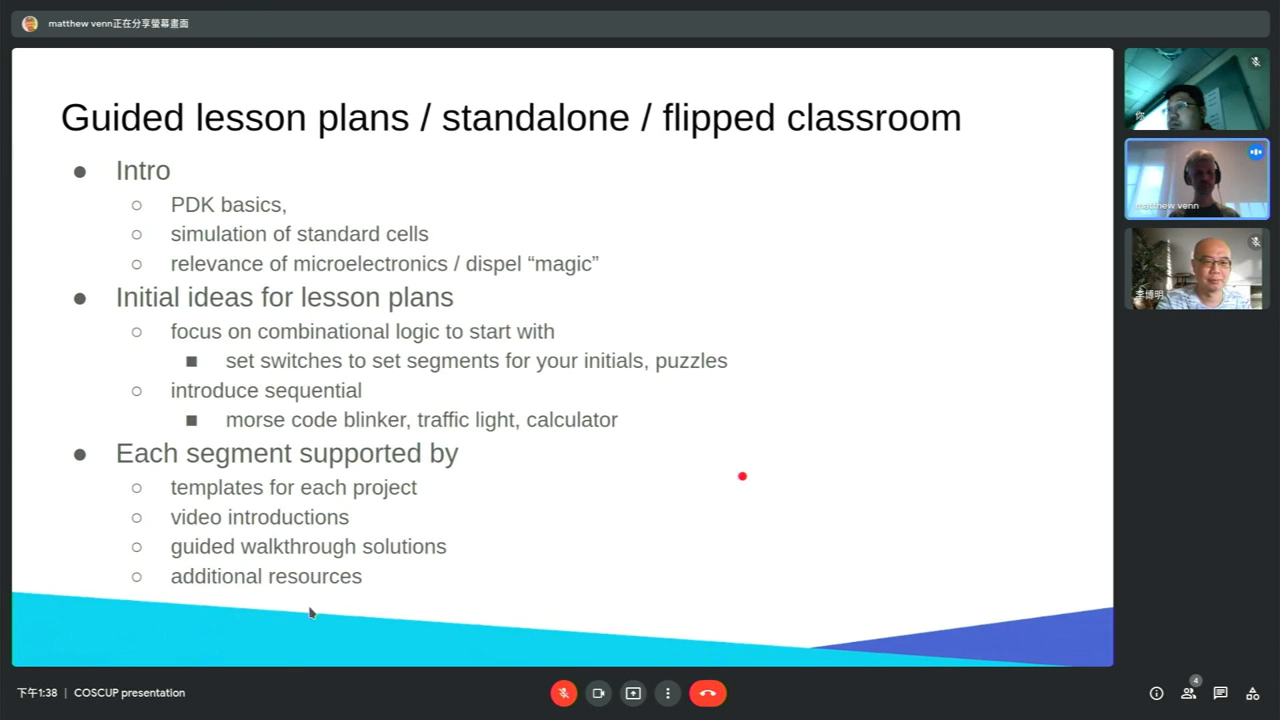 matthew venn正在分享螢幕畫面
Guided lesson plans / standalone / flipped classroom
● Intro
○ PDK basics,
○ simulation of standard cells
○ relevance of microelectronics / dispel “magic”
● Initial ideas for lesson plans
○ focus on combinational logic to start with
■ set switches to set segments for your initials, puzzles
○ introduce sequential
■ morse code blinker, traffic light, calculator
● Each segment supported by
○ templates for each project
○ video introductions
○ guided walkthrough solutions
○ additional resources
你
matthew venn
李博明
下午1:38 | COSCUP presentation
4